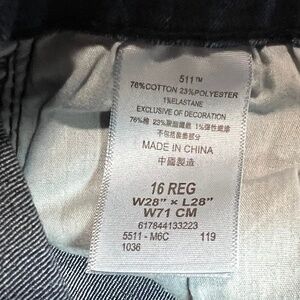 511™
76%COTTON 23%POLYESTER
1%ELASTANE
EXCLUSIVE OF DECORATION
76%棉 23%聚酯纖維 1%彈性纖維
不包括裝飾部分
MADE IN CHINA
中國製造
16 REG
W28" × L28"
W71 CM
617844133223
5511 - M6C 119
1036